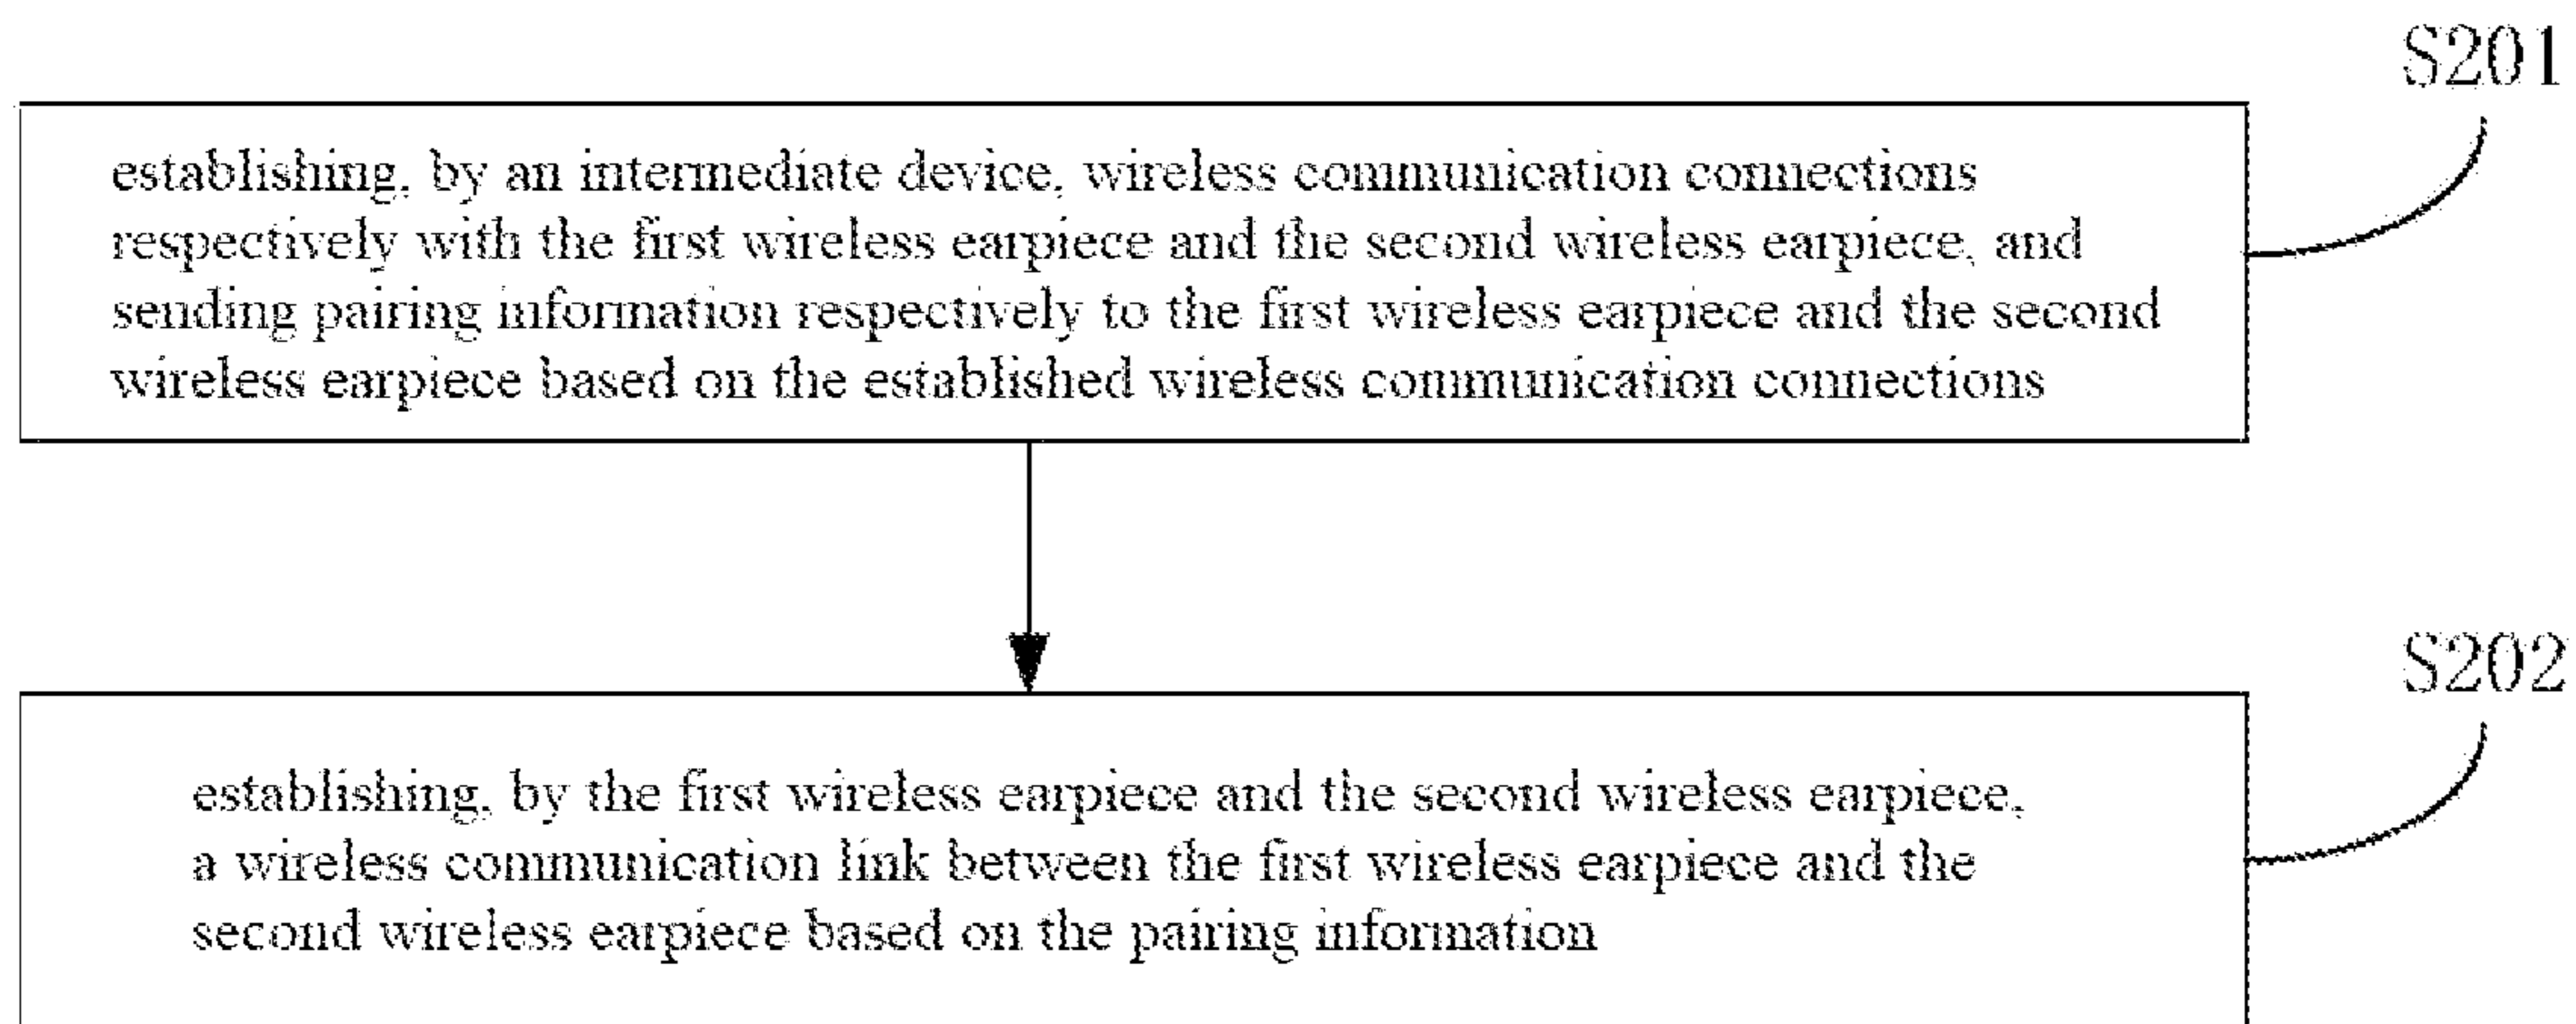 S201
establishing, by an intermediate device, wireless communication connections
respectively with the first wireless earpiece and the second wireless earpiece, and
sending pairing information respectively to the first wireless earpiece and the second
wireless earpiece based on the established wireless communication connections
S202
establishing, by the first wireless earpiece and the second wireless earpiece,
a wireless communication link between the first wireless earpiece and the
second wireless earpiece based on the pairing information